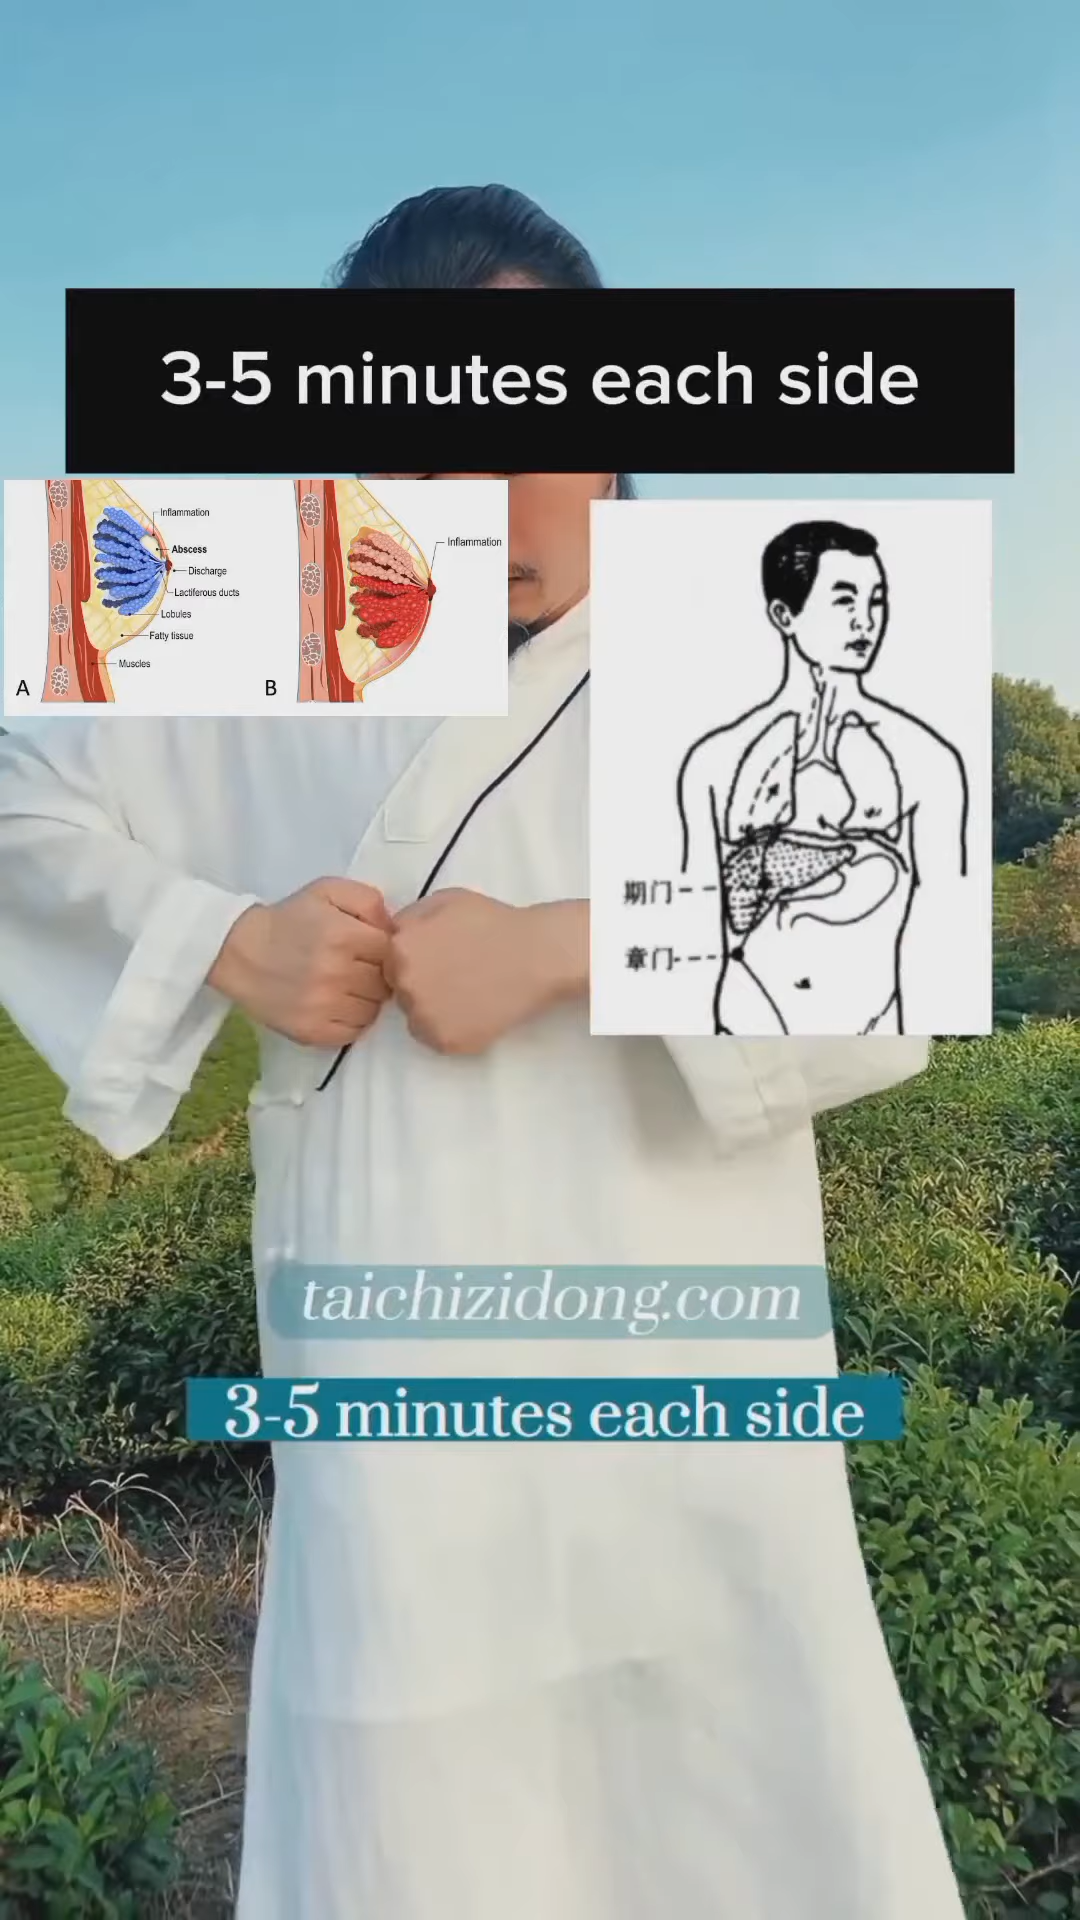 3-5 minutes each side
Inflammation
Abscess
Discharge
Lactiferous ducts
Lobules
Fatty tissue
Muscles
A
Inflammation
B
期门
章门
taichizidong.com
3-5 minutes each side